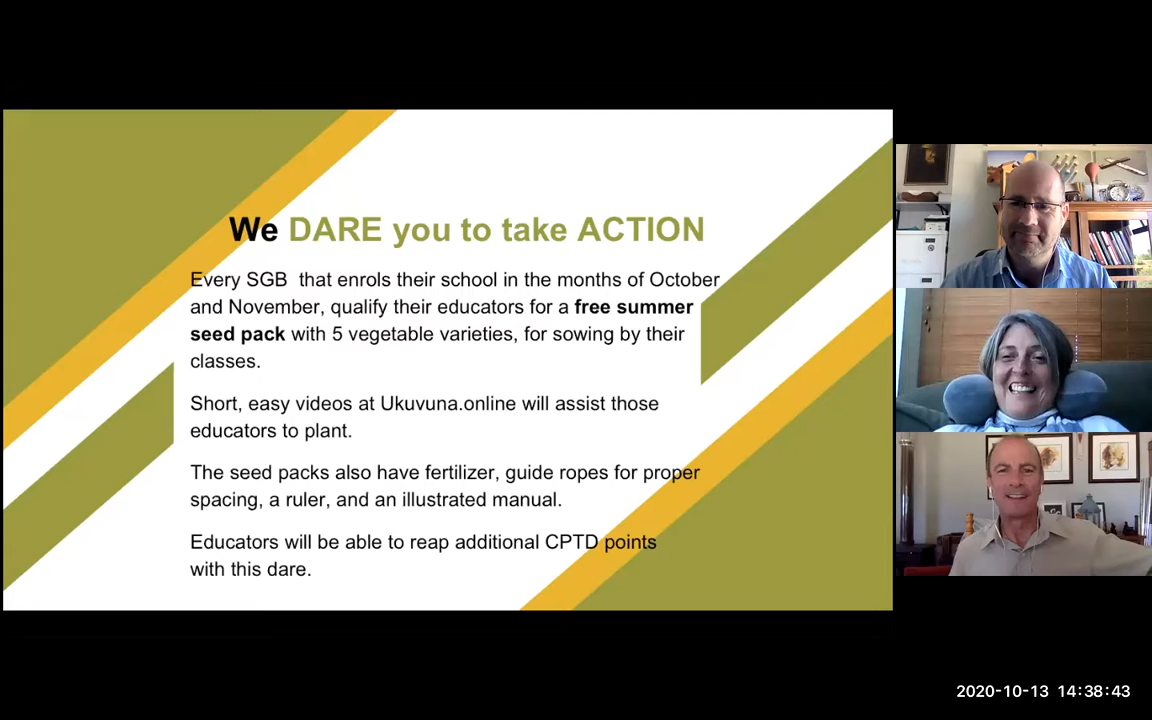 We DARE you to take ACTION
Every SGB  that enrols their school in the months of October
and November, qualify their educators for a free summer
seed pack with 5 vegetable varieties, for sowing by their
classes.
Short, easy videos at Ukuvuna.online will assist those
educators to plant.
The seed packs also have fertilizer, guide ropes for proper
spacing, a ruler, and an illustrated manual.
Educators will be able to reap additional CPTD points
with this dare.
2020-10-13 14:38:43